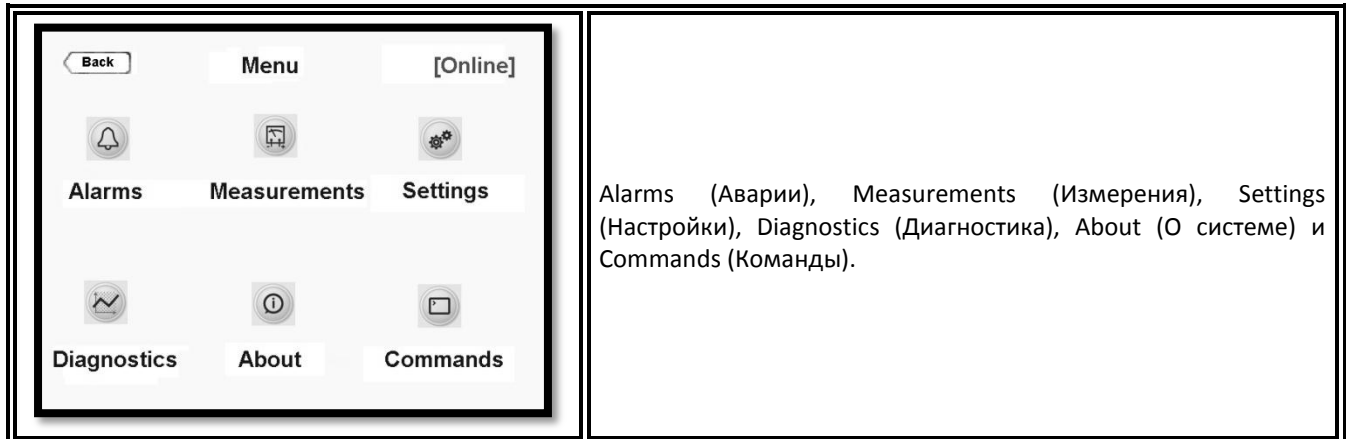 Back Menu [Online]
Alarms Measurements Settings
Diagnostics About Commands
Alarms (Аварии), Measurements (Измерения), Settings
(Настройки), Diagnostics (Диагностика), About (О системе) и
Commands (Команды).